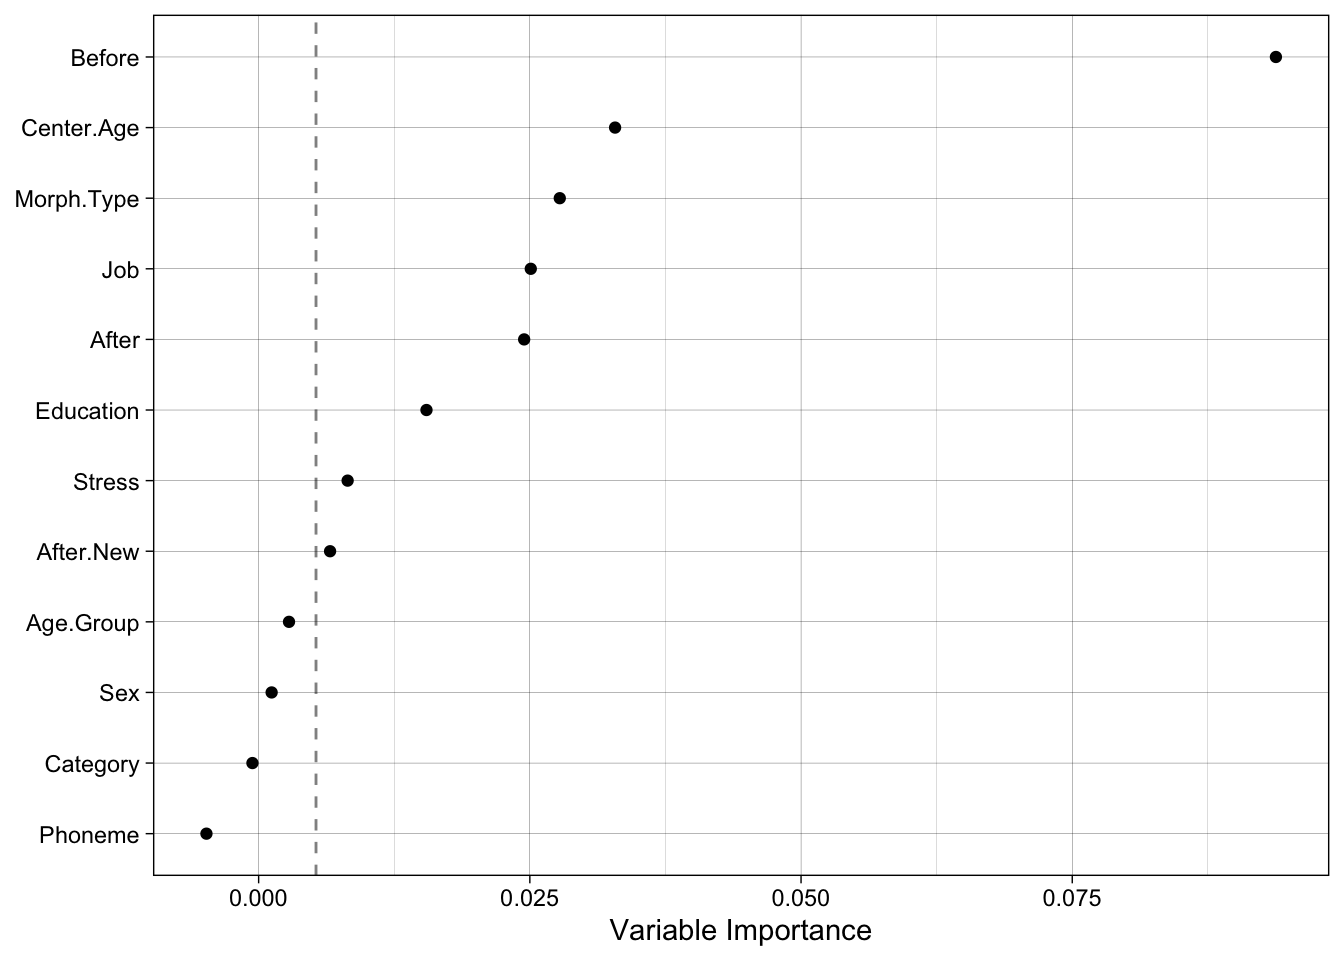 Before
Center.Age
Morph.Type
Job
After
Education
Stress
After.New
Age.Group
Sex
Category
Phoneme
0.000 0.025 0.050 0.075
Variable Importance